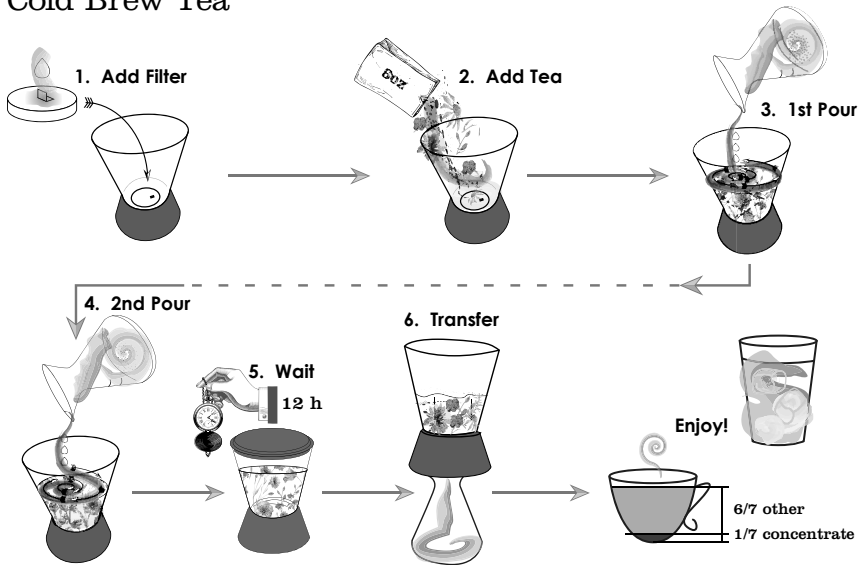 Cold Brew Tea
1. Add Filter
8oz
2. Add Tea
3. 1st Pour
4. 2nd Pour
5. Wait
12 h
6. Transfer
Enjoy!
6/7 other
1/7 concentrate